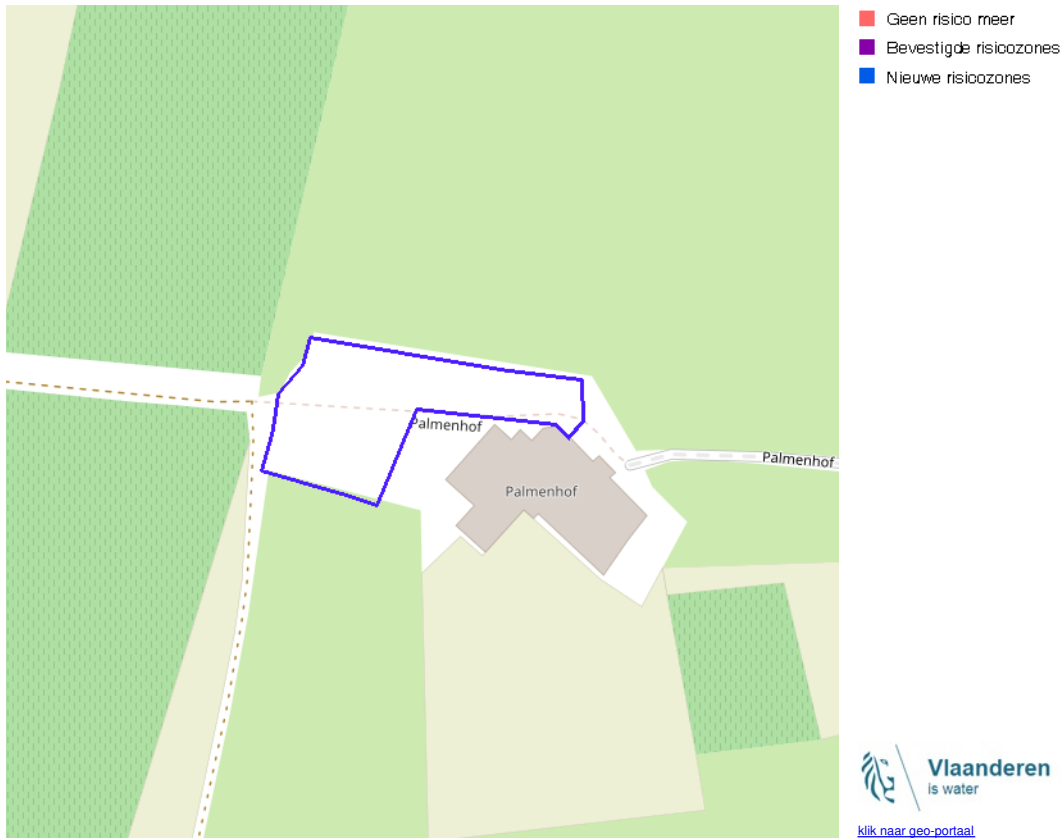 Geen risico meer
Bevestigde risicozones
Nieuwe risicozones
Palmenhof
Palmenhof
Palmenhof
Vlaanderen
is water
klik naar geo-portaal